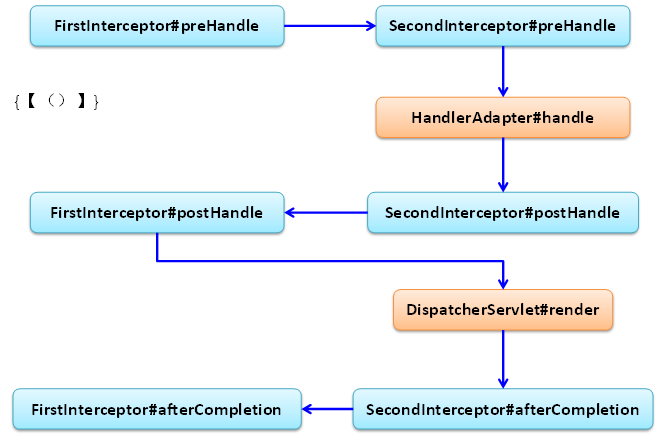 FirstInterceptor#preHandle
SecondInterceptor#preHandle
{【 （） 】}
HandlerAdapter#handle
FirstInterceptor#postHandle
SecondInterceptor#postHandle
DispatcherServlet#render
FirstInterceptor#afterCompletion
SecondInterceptor#afterCompletion